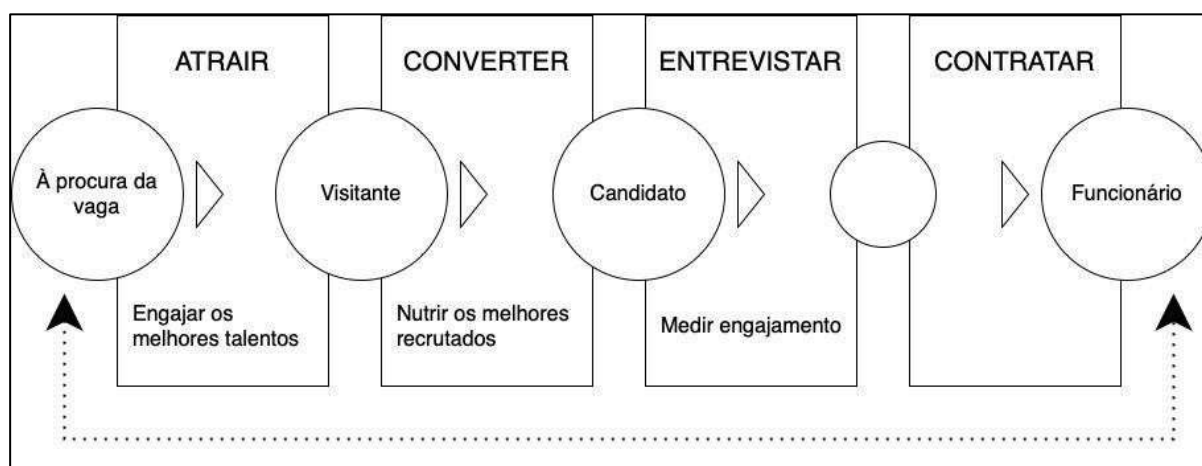 ATRAIR
CONVERTER
ENTREVISTAR
CONTRATAR
À procura da
vaga
Visitante
Candidato
Funcionário
Engajar os
melhores talentos
Nutrir os melhores
recrutados
Medir engajamento